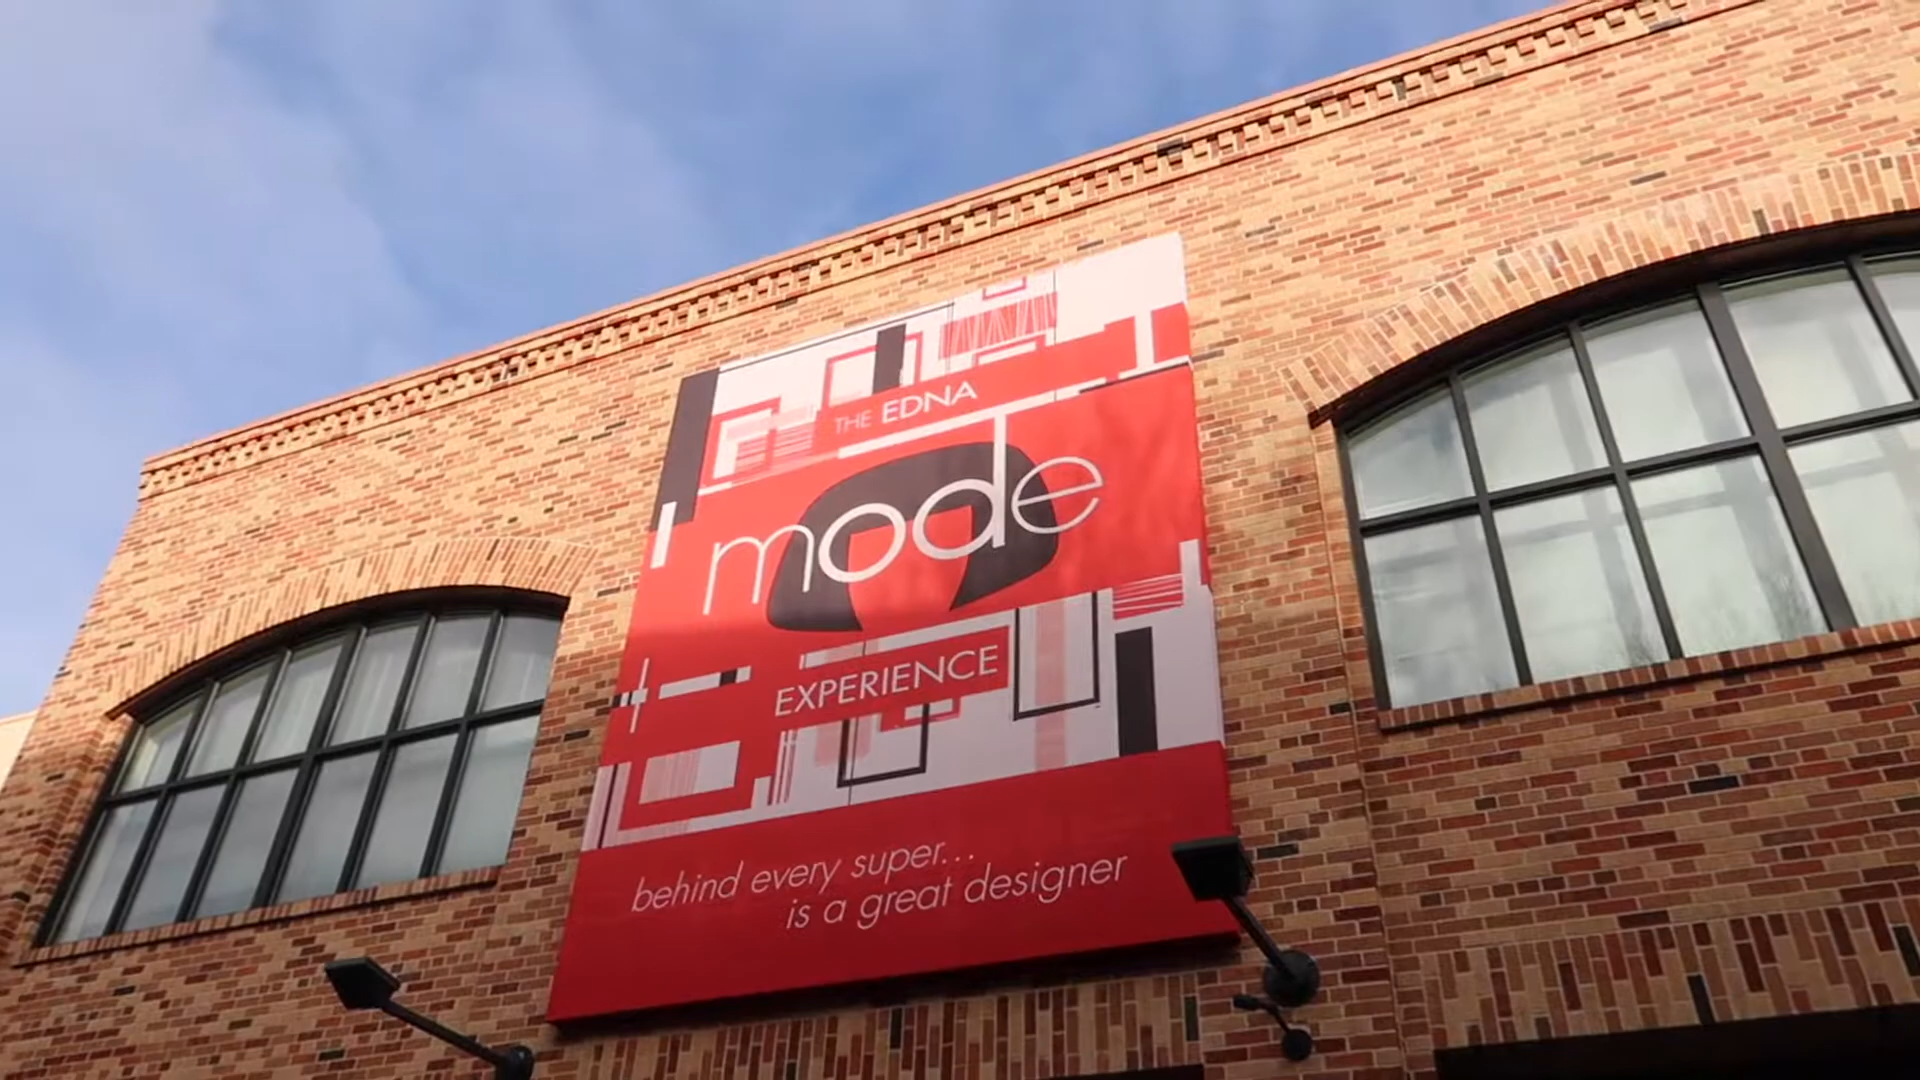 THE EDNA
mode
EXPERIENCE
behind every super...
is a great designer